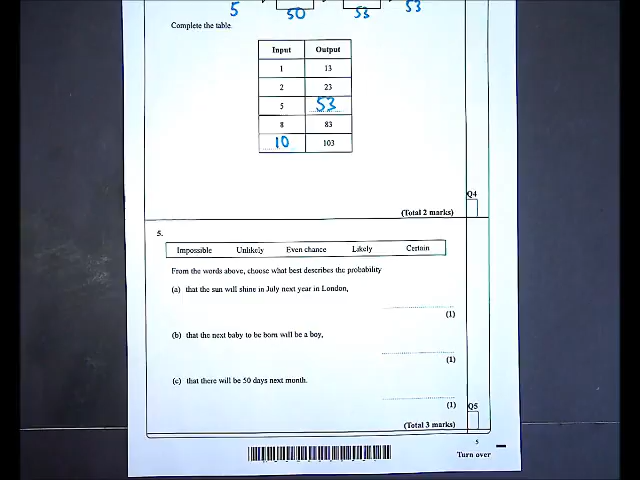 5 50 53 53
Complete the table.
Input Output
1 13
2 23
5 53
8 83
10 103
Q4
(Total 2 marks)
5.
Impossible Unlikely Even chance Likely Certain
From the words above, choose what best describes the probability
(a) that the sun will shine in July next year in London,
(1)
(b) that the next baby to be born will be a boy,
(1)
(c) that there will be 50 days next month.
(1) Q5
(Total 3 marks)
5
Turn over